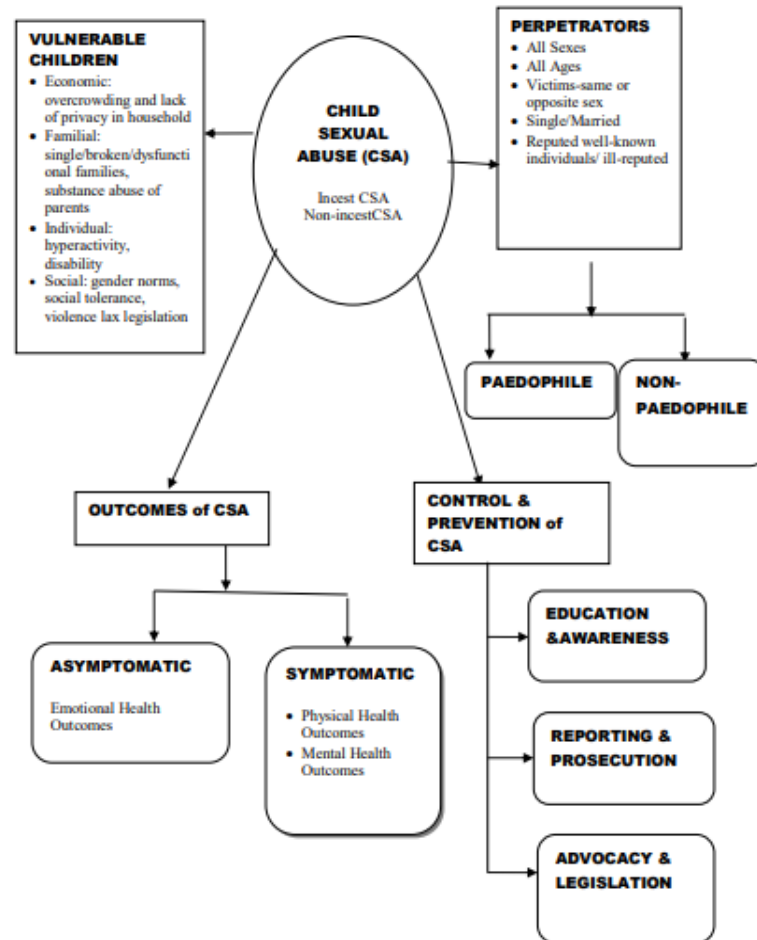 VULNERABLE
CHILDREN
• Economic:
overcrowding and lack
of privacy in household
• Familial:
single/broken/dysfuncti
onal families,
substance abuse of
parents
• Individual:
hyperactivity,
disability
• Social: gender norms,
social tolerance,
violence lax legislation
CHILD
SEXUAL
ABUSE (CSA)
Incest CSA
Non-incestCSA
PERPETRATORS
• All Sexes
• All Ages
• Victims-same or
opposite sex
• Single/Married
• Reputed well-known
individuals/ ill-reputed
PAEDOPHILE
NON-
PAEDOPHILE
OUTCOMES of CSA
CONTROL &
PREVENTION of
CSA
ASYMPTOMATIC
Emotional Health
Outcomes
SYMPTOMATIC
• Physical Health
Outcomes
• Mental Health
Outcomes
EDUCATION
&AWARENESS
REPORTING &
PROSECUTION
ADVOCACY &
LEGISLATION